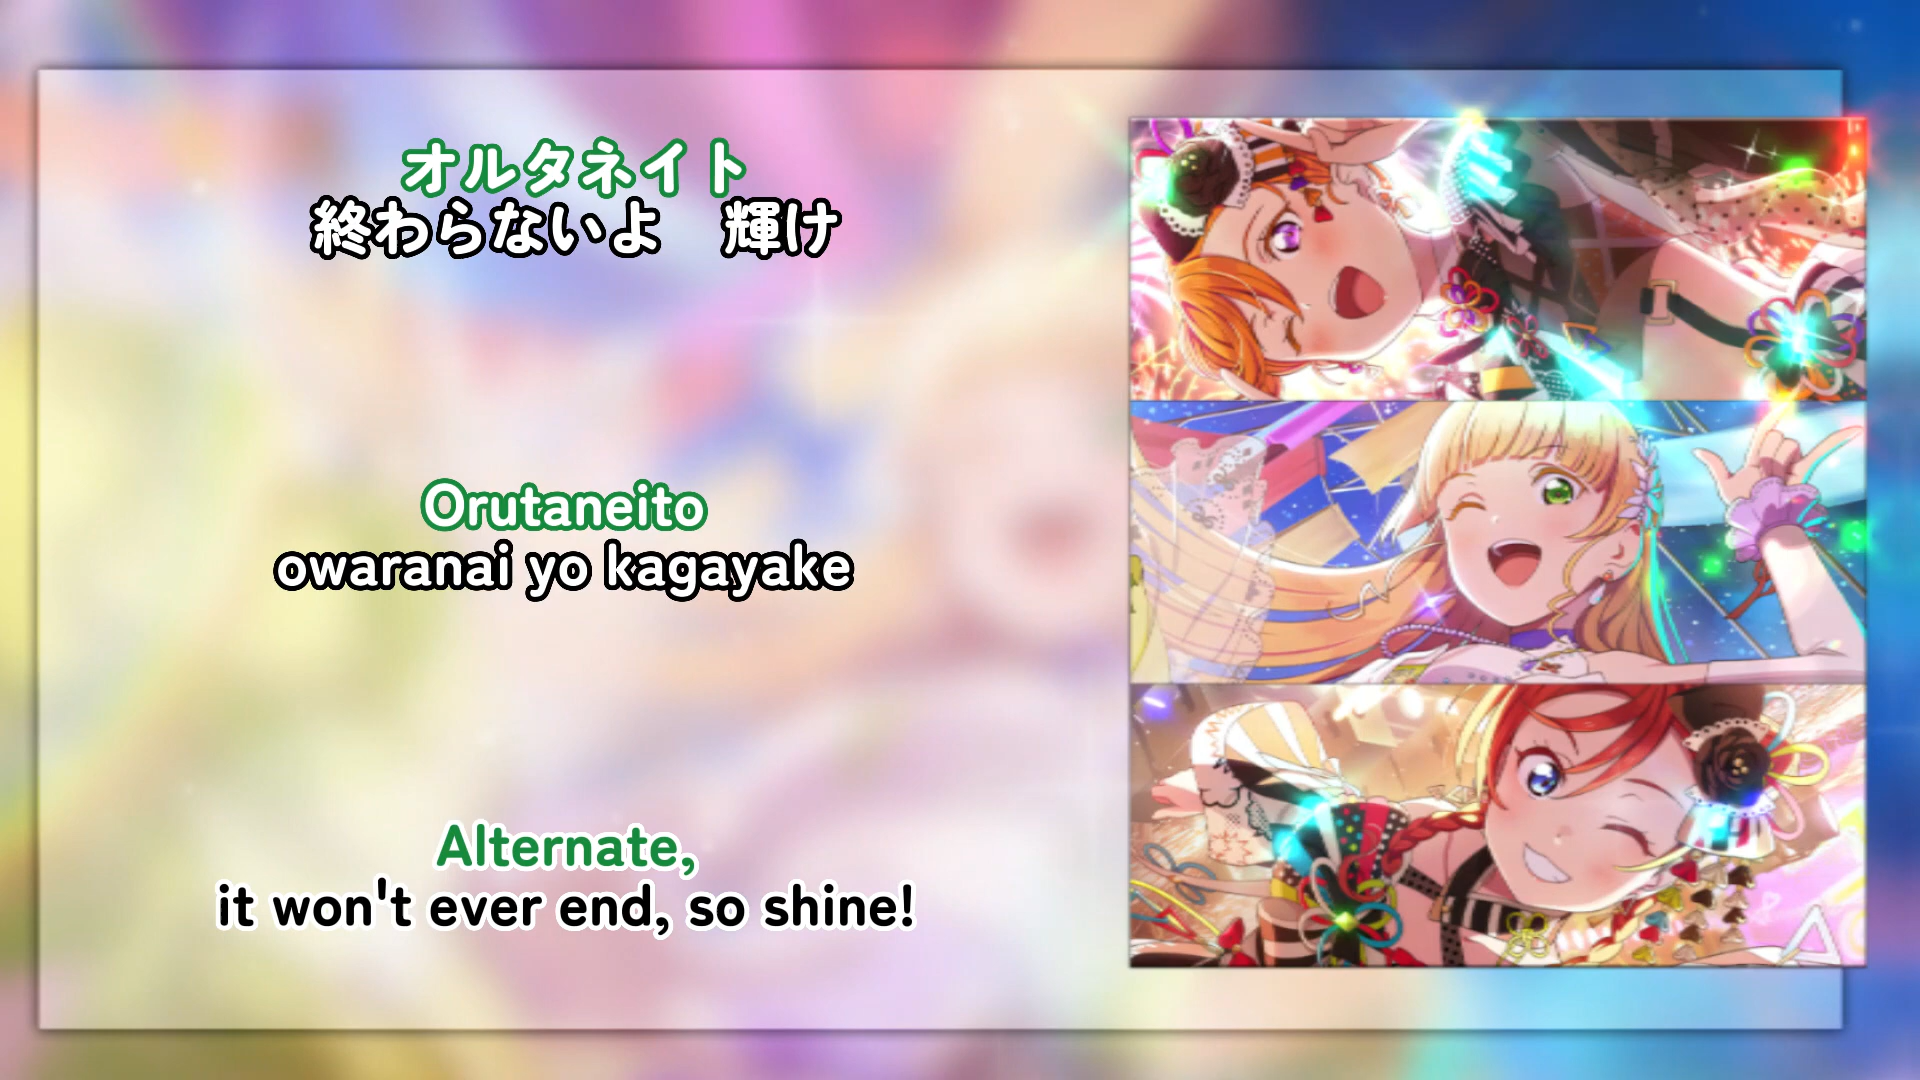 オルタネイト
終わらないよ　輝け
Orutaneito
owaranai yo kagayake
Alternate,
it won't ever end, so shine!